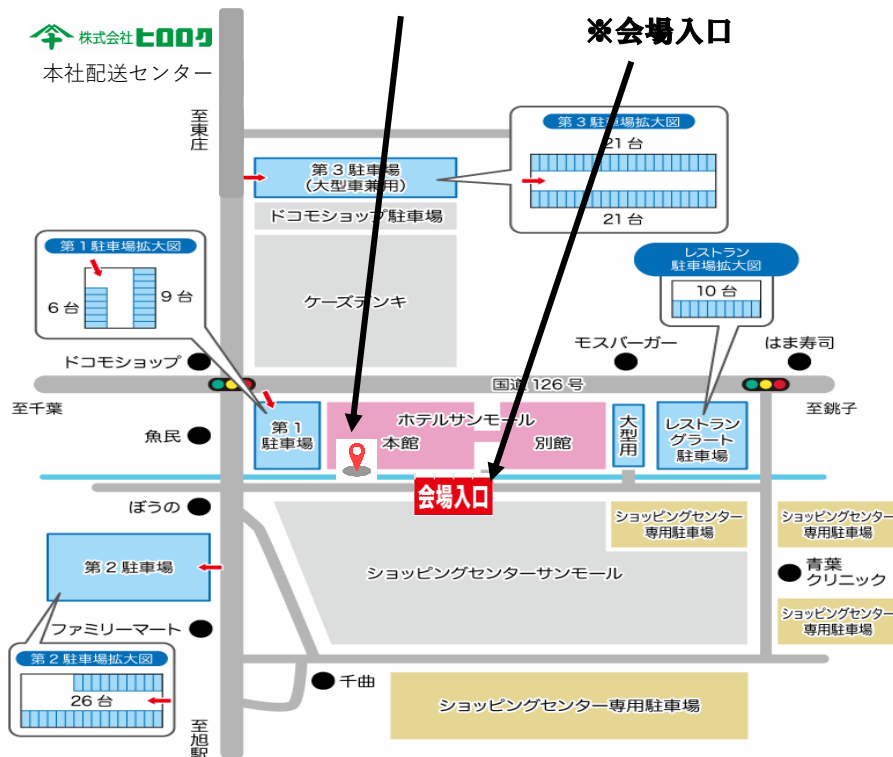 株式会社ヒロロク
本社配送センター
※会場入口
至東庄
第3駐車場拡大図
21台
21台
第3駐車場
(大型車兼用)
ドコモショップ駐車場
第1駐車場拡大図
6台
9台
レストラン
駐車場拡大図
10台
ケーズデンキ
ドコモショップ
モスバーガー
はま寿司
国道126号
至千葉
至銚子
第1
駐車場
ホテルサンモール
本館
別館
大型用
レストラン
グラート
駐車場
魚民
会場入口
ぼうの
ショッピングセンター
専用駐車場
ショッピングセンター
専用駐車場
第2駐車場
ショッピングセンターサンモール
青葉
クリニック
ファミリーマート
ショッピングセンター
専用駐車場
第2駐車場拡大図
26台
千曲
ショッピングセンター専用駐車場
至旭駅